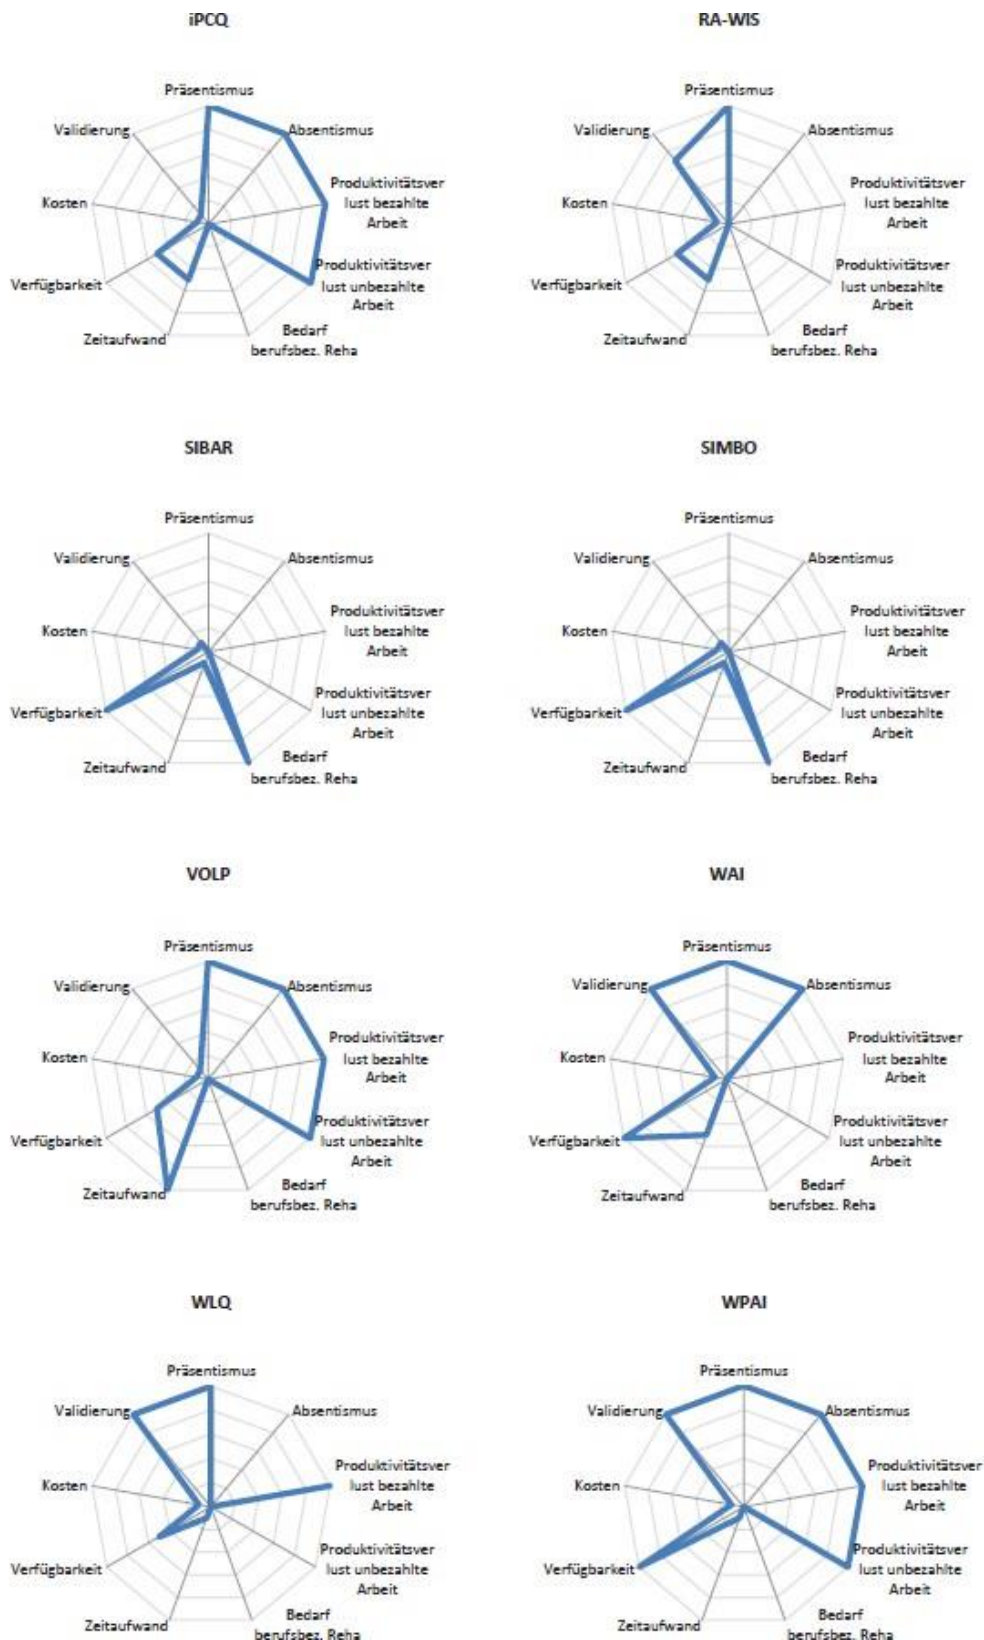 iPCQ
Präsentismus
Validierung
Absentismus
Kosten
Produktivitätsver
lust bezahlte
Arbeit
Verfügbarkeit
Produktivitätsver
lust unbezahlte
Arbeit
Zeitaufwand
Bedarf
berufsbez. Reha
RA-WIS
Präsentismus
Validierung
Absentismus
Kosten
Produktivitätsver
lust bezahlte
Arbeit
Verfügbarkeit
Produktivitätsver
lust unbezahlte
Arbeit
Zeitaufwand
Bedarf
berufsbez. Reha
SIBAR
Präsentismus
Validierung
Absentismus
Kosten
Produktivitätsver
lust bezahlte
Arbeit
Verfügbarkeit
Produktivitätsver
lust unbezahlte
Arbeit
Zeitaufwand
Bedarf
berufsbez. Reha
SIMBO
Präsentismus
Validierung
Absentismus
Kosten
Produktivitätsver
lust bezahlte
Arbeit
Verfügbarkeit
Produktivitätsver
lust unbezahlte
Arbeit
Zeitaufwand
Bedarf
berufsbez. Reha
VOLP
Präsentismus
Validierung
Absentismus
Kosten
Produktivitätsver
lust bezahlte
Arbeit
Verfügbarkeit
Produktivitätsver
lust unbezahlte
Arbeit
Zeitaufwand
Bedarf
berufsbez. Reha
WAI
Präsentismus
Validierung
Absentismus
Kosten
Produktivitätsver
lust bezahlte
Arbeit
Verfügbarkeit
Produktivitätsver
lust unbezahlte
Arbeit
Zeitaufwand
Bedarf
berufsbez. Reha
WLQ
Präsentismus
Validierung
Absentismus
Kosten
Produktivitätsver
lust bezahlte
Arbeit
Verfügbarkeit
Produktivitätsver
lust unbezahlte
Arbeit
Zeitaufwand
Bedarf
berufsbez. Reha
WPAI
Präsentismus
Validierung
Absentismus
Kosten
Produktivitätsver
lust bezahlte
Arbeit
Verfügbarkeit
Produktivitätsver
lust unbezahlte
Arbeit
Zeitaufwand
Bedarf
berufsbez. Reha